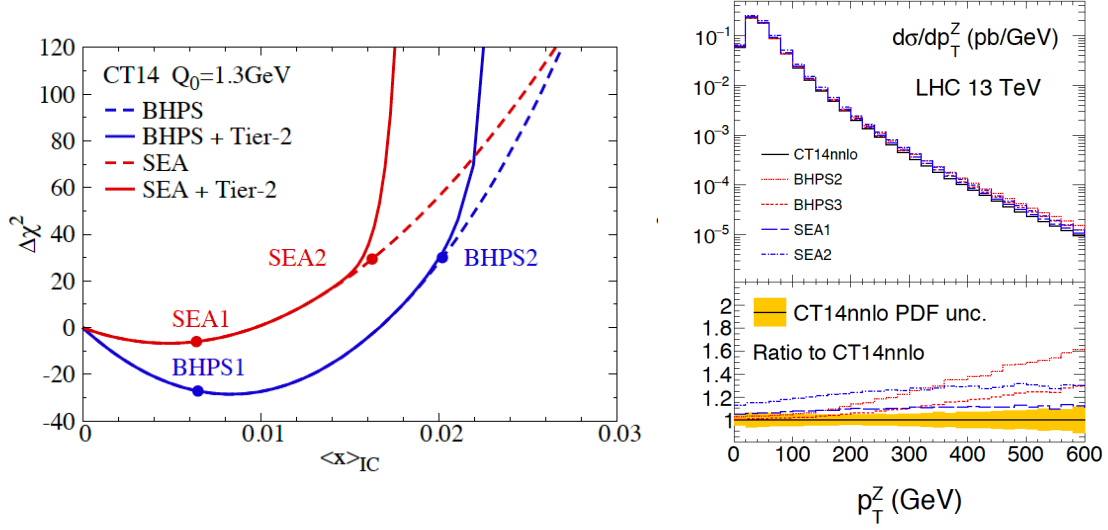 120
100
80
60
40
20
0
-20
-40
Δχ²
CT14 Q₀=1.3GeV
BHPS
BHPS + Tier-2
SEA
SEA + Tier-2
SEA2
BHPS2
SEA1
BHPS1
0
0.01
0.02
0.03
<x>IC
10⁻¹
10⁻²
10⁻³
10⁻⁴
10⁻⁵
dσ/dp_T^Z (pb/GeV)
LHC 13 TeV
CT14nnlo
BHPS2
BHPS3
SEA1
SEA2
2
1.8
1.6
1.4
1.2
1
CT14nnlo PDF unc.
Ratio to CT14nnlo
0
100
200
300
400
500
600
p_T^Z (GeV)